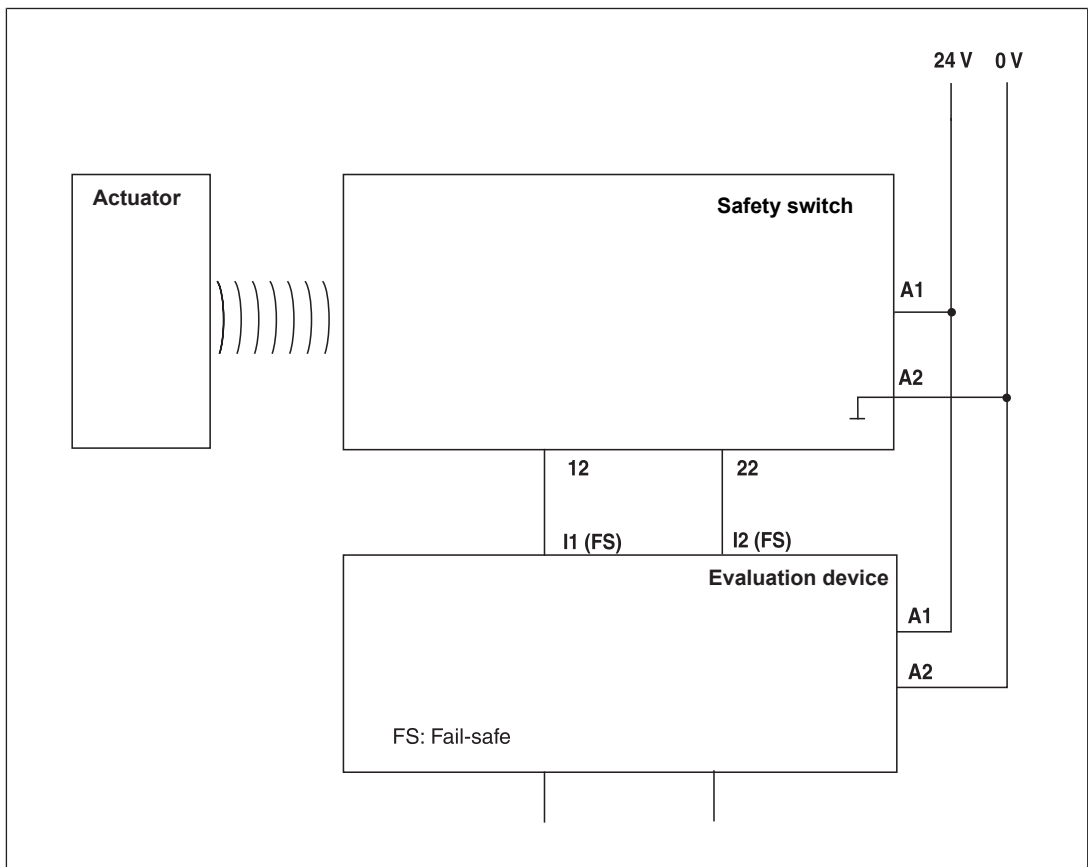 24 V 0 V
Actuator
Safety switch
A1
A2
12 22
I1 (FS) I2 (FS)
Evaluation device
A1
A2
FS: Fail-safe